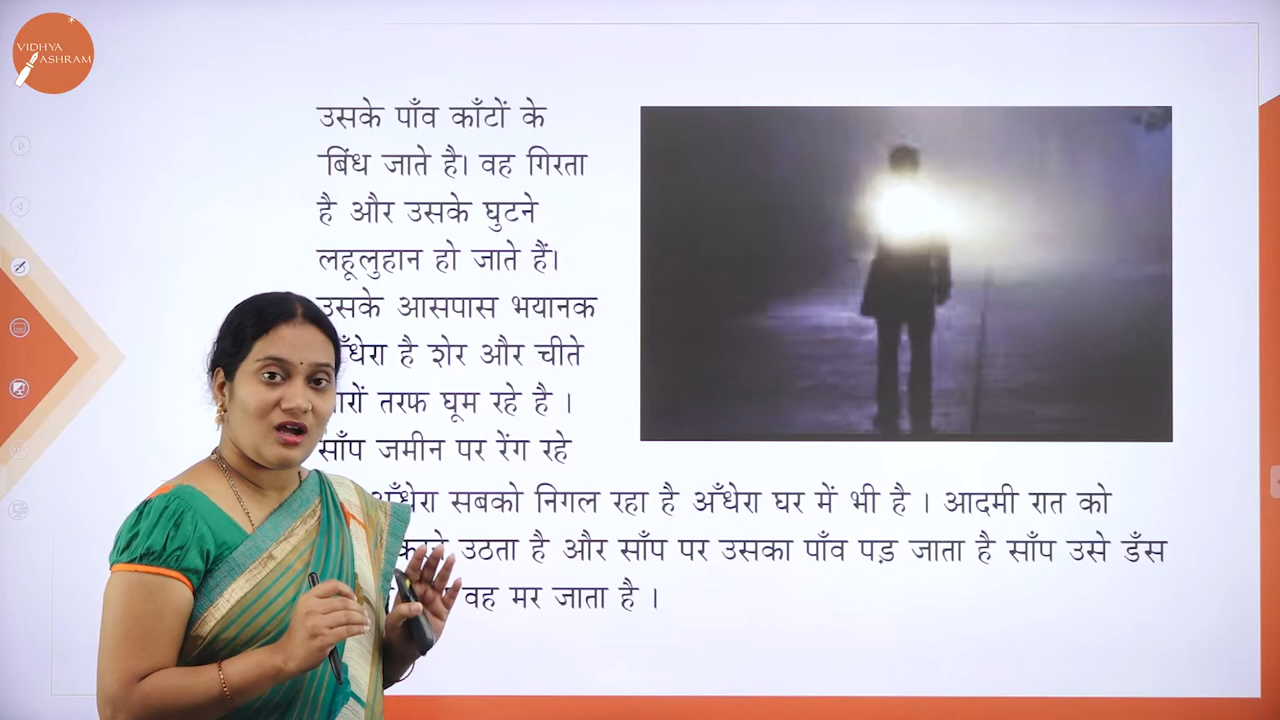 VIDHYA
ASHRAM
उसके पाँव काँटों के
बिंध जाते है। वह गिरता
है और उसके घुटने
लहूलुहान हो जाते हैं।
उसके आसपास भयानक
है शेर और चीते
तरफ घूम रहे है ।
साँप जमीन पर रेंग रहे
सबको निगल रहा है अँधेरा घर में भी है । आदमी रात को
उठता है और साँप पर उसका पाँव पड़ जाता है साँप उसे डँस
वह मर जाता है ।